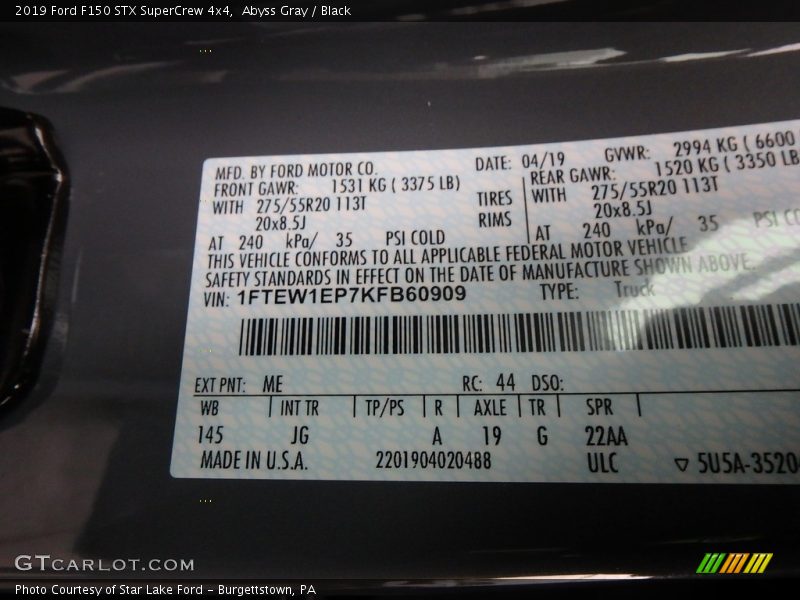 2019 Ford F150 STX SuperCrew 4x4,  Abyss Gray / Black
MFD. BY FORD MOTOR CO. DATE: 04/19 GVWR: 2994 KG ( 6600
FRONT GAWR: 1531 KG ( 3375 LB) REAR GAWR: 1520 KG ( 3350 LB
WITH 275/55R20 113T TIRES WITH 275/55R20 113T
20x8.5J RIMS 20x8.5J
AT 240 kPa/ 35 PSI COLD AT 240 kPa/ 35 PSI CO
THIS VEHICLE CONFORMS TO ALL APPLICABLE FEDERAL MOTOR VEHICLE
SAFETY STANDARDS IN EFFECT ON THE DATE OF MANUFACTURE SHOWN ABOVE.
VIN: 1FTEW1EP7KFB60909 TYPE: Truck
EXT PNT: ME RC: 44 DSO:
WB INT TR TP/PS R AXLE TR SPR
145 JG A 19 G 22AA
MADE IN U.S.A. 2201904020488 ULC ▽ 5U5A-3520
GTCARLOT.COM
Photo Courtesy of Star Lake Ford - Burgettstown, PA